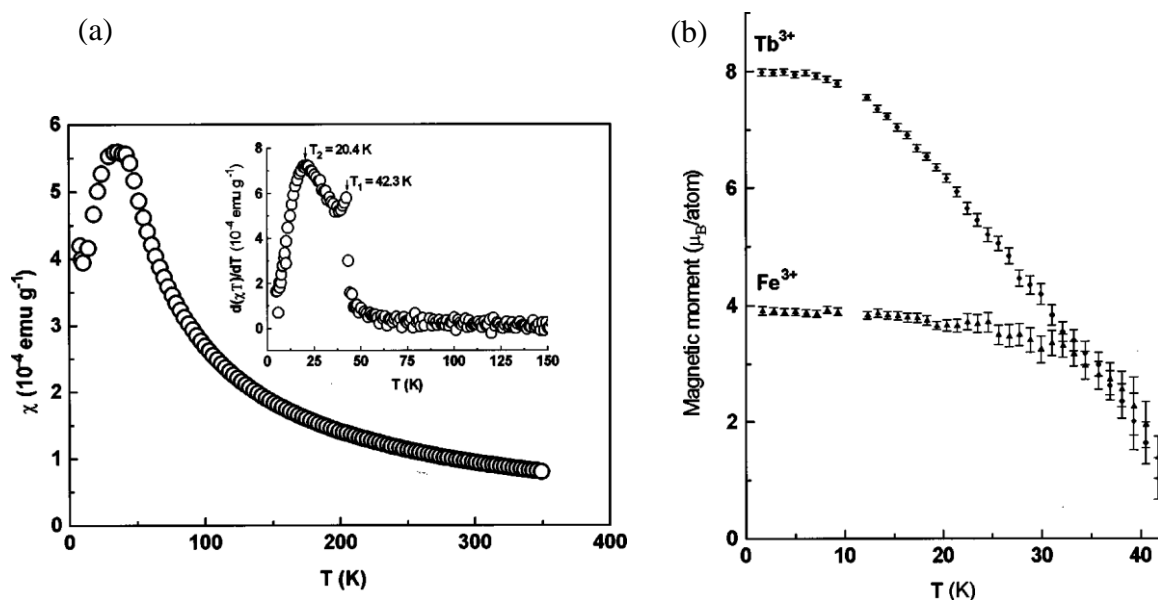 (a)
χ (10⁻⁴ emu g⁻¹)
6
5
4
3
2
1
0
0 100 200 300 400
T (K)
d(χT)/dT (10⁻⁴ emu g⁻¹)
8
6
4
2
0
T₂ = 20.4 K
T₁ = 42.3 K
0 25 50 75 100 125 150
T (K)
(b)
Magnetic moment (μB/atom)
Tb³⁺
Fe³⁺
8
6
4
2
0
0 10 20 30 40
T (K)